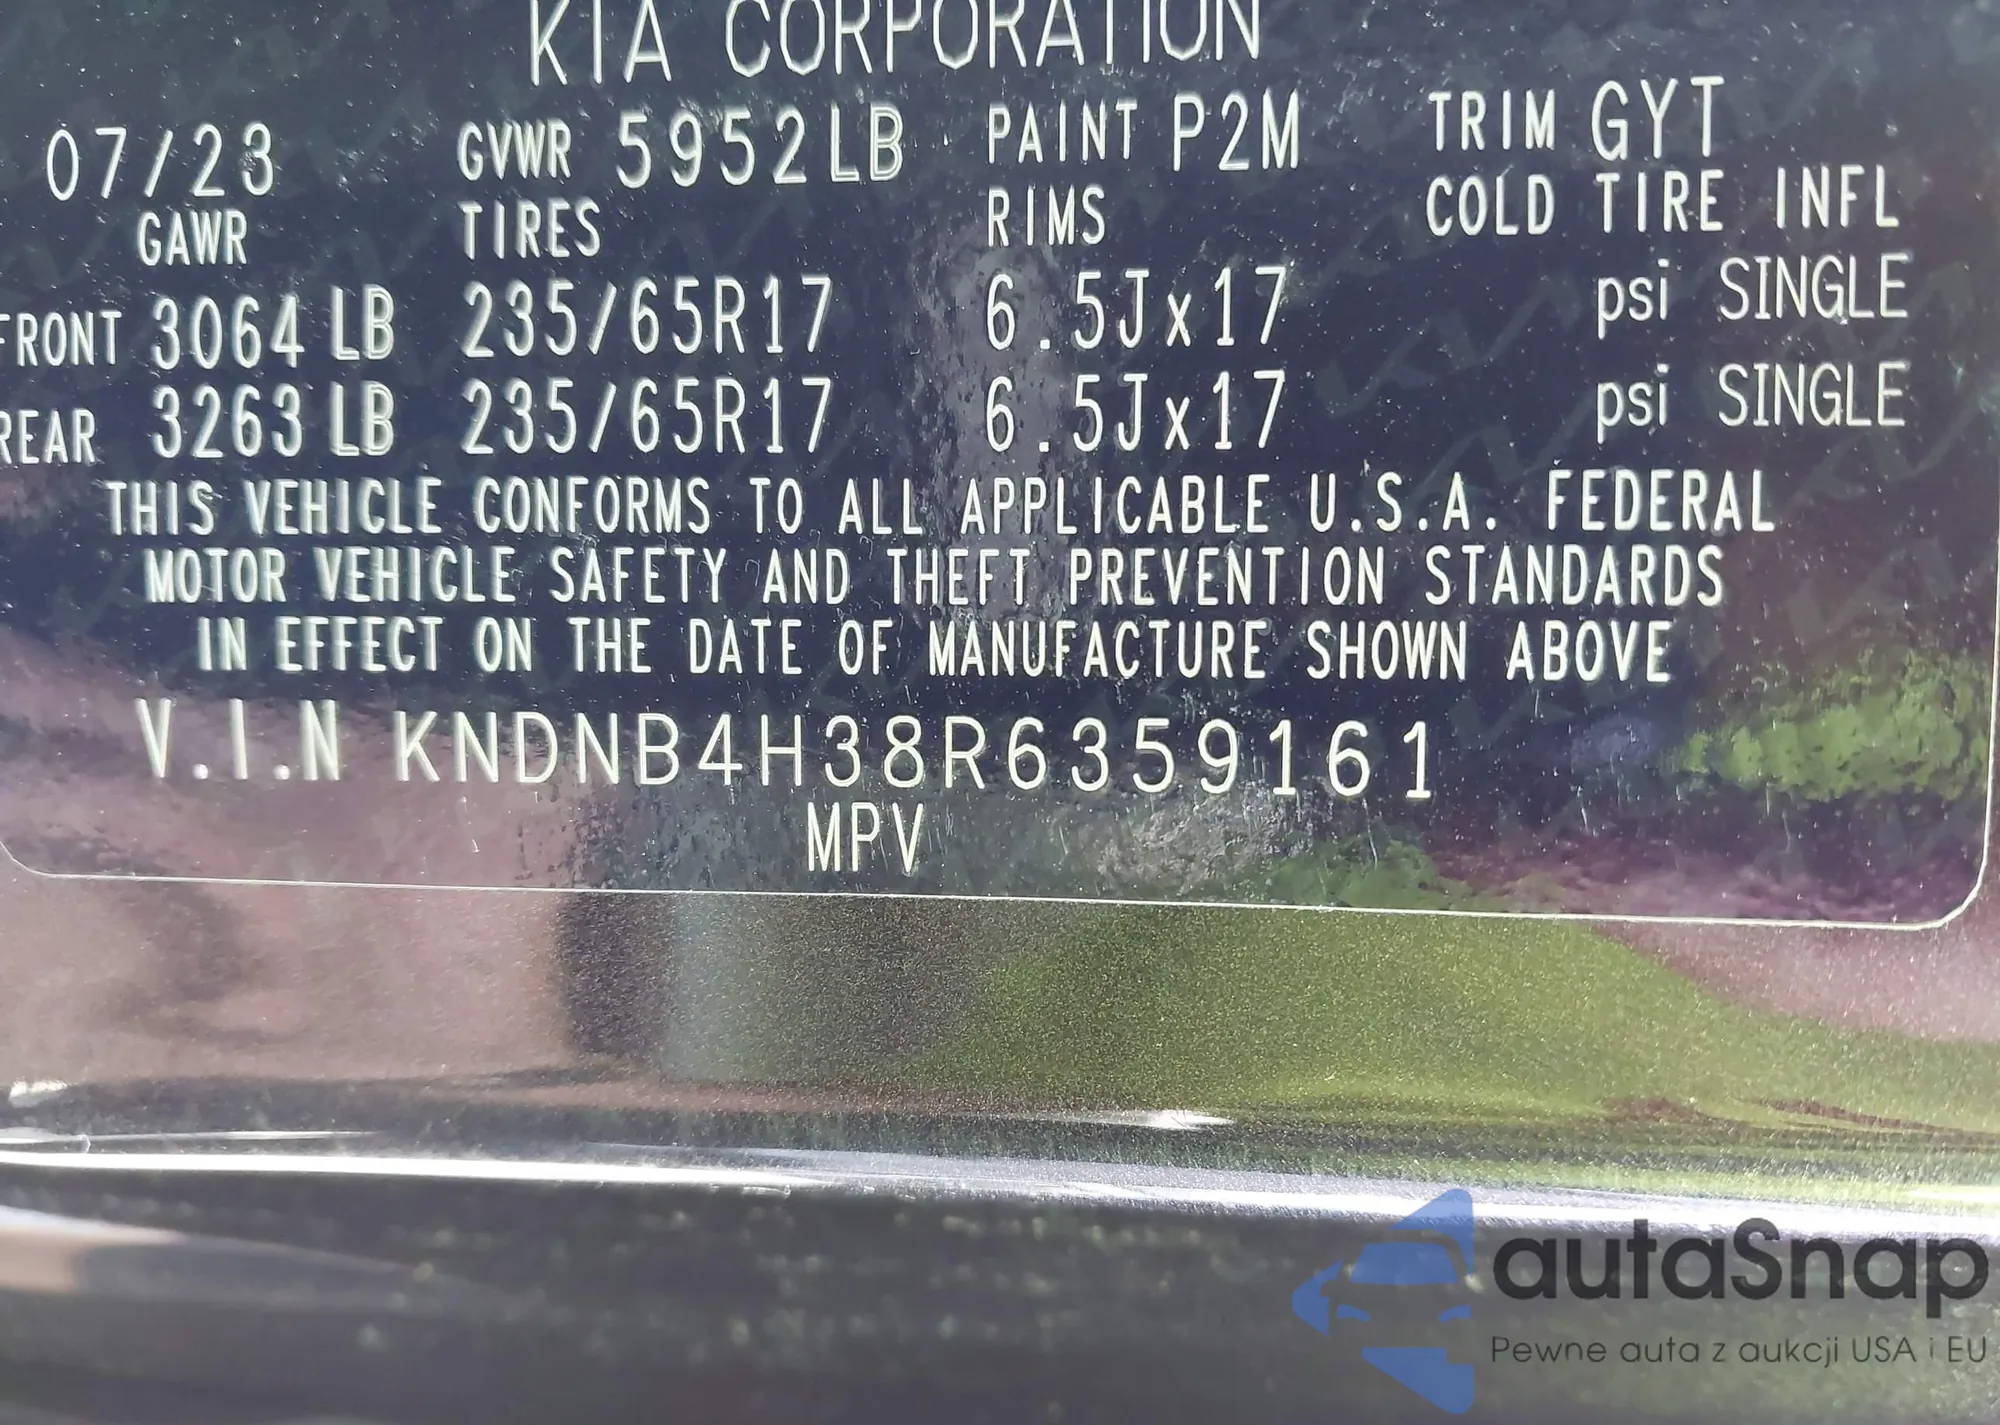 KIA CORPORATION
07/23 GVWR 5952LB PAINT P2M TRIM GYT
GAWR TIRES RIMS COLD TIRE INFL
FRONT 3064 LB 235/65R17 6.5Jx17 psi SINGLE
REAR 3263 LB 235/65R17 6.5Jx17 psi SINGLE
THIS VEHICLE CONFORMS TO ALL APPLICABLE U.S.A. FEDERAL
MOTOR VEHICLE SAFETY AND THEFT PREVENTION STANDARDS
IN EFFECT ON THE DATE OF MANUFACTURE SHOWN ABOVE
V.I.N KNDNB4H38R6359161
MPV
autaSnap
Pewne auta z aukcji USA i EU